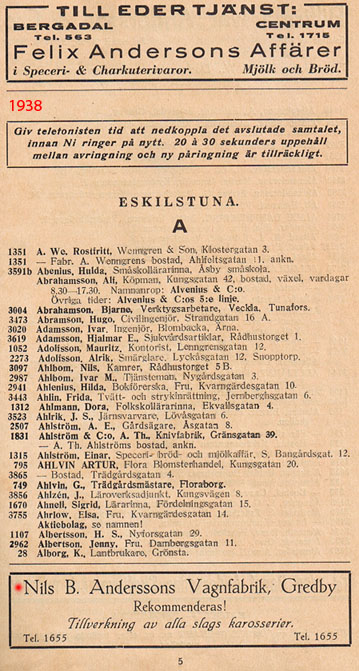 TILL EDER TJÄNST:
BERGADAL CENTRUM
Tel. 563 Tel. 1715
Felix Andersons Affärer
i Speceri- & Charkuterivaror. Mjölk och Bröd.
1938
Giv telefonisten tid att nedkoppla det avslutade samtalet,
innan Ni ringer på nytt. 20 à 30 sekunders uppehåll
mellan avringning och ny påringning är tillräckligt.
ESKILSTUNA.
A
1351 A. We. Rostfritt, Wenngren & Son, Klostergatan 3.
1351 — Fabr. A. Wenngrens bostad, Ahlfeltsgatan 11. ankn.
3591b Abenius, Hulda, Småskollärarinna, Åsby småskola.
Abrahamsson, Ali, Köpman, Kungsgatan 42, bostad, växel, vardagar
8.30—17.30. Namnanrop: Alvenius & C:o.
Övriga tider: Alvenius & C:os 5:e linje.
3004 Abrahamson, Bjarne, Verktygsarbetare, Veckda, Tunafors.
3473 Abramson, Hugo, Civilingenjör, Strandgatan 16 A.
3020 Adamsson, Ivar, Ingenjör, Blombacka, Ärna.
3619 Adamsson, Hjalmar E., Sjukvårdsartiklar, Rådhustorget 1.
1052 Adolisson, Mauritz, Kontorist, Lenngrensgatan 12.
2273 Adolfsson, Alrik, Smärglare, Lyckåsgatan 12, Snopptorp.
3097 Ahlbom, Nils, Kamrer, Rådhustorget 5 B.
2987 Ahlbom, Ivar M., Tjänsteman, Nygårdsgatan 3.
2941 Ahlenius, Hilda, Bokförerska, Fru, Kvarngärdesgatan 10.
3443 Ahlin, Frida, Tvätt- och strykinrättning, Jernberghsgatan 6.
1312 Ahlmann, Dora, Folkskollärarinna, Ekvallsgatan 4.
3523 Ahlrik, J. S., Järnsvarvare, Lövåsgatan 6.
2507 Ahlström, A. E., Gårdsägare, Åsgatan 8.
1831 Ahlström & C:o, A. Th, Knivfabrik, Gränsgatan 39.
— A. Th. Ahlströms bostad, ankn.
1315 Ahlström, Einar, Speceri- bröd- och mjölkaffär, S. Bangårdsgat. 12.
795 AHLVIN ARTUR, Flora Blomsterhandel, Kungsgatan 20.
3865 — Bostad, Trädgårdsgatan 4.
749 Ahlvin, G., Trädgårdsmästare, Floraborg.
3856 Ahlzén, J., Läroverksadjunkt, Kungsvägen 8.
1670 Ahnell, Sigrid, Lärarinna, Fördelningsgatan 15.
3755 Ahrlow, Elsa, Fru, Kvarngärdesgatan 14.
Aktiebolag, se namnen!
1107 Albertsson, H. S., Nyforsgatan 29.
2962 Albertson, Jenny, Fru, Dambergsgatan 11.
28 Alborg, K., Lantbrukare, Grönsta.
Nils B. Anderssons Vagnfabrik, Gredby
Rekommenderas!
Tillverkning av alla slags karosserier.
Tel. 1655 Tel. 1655
5